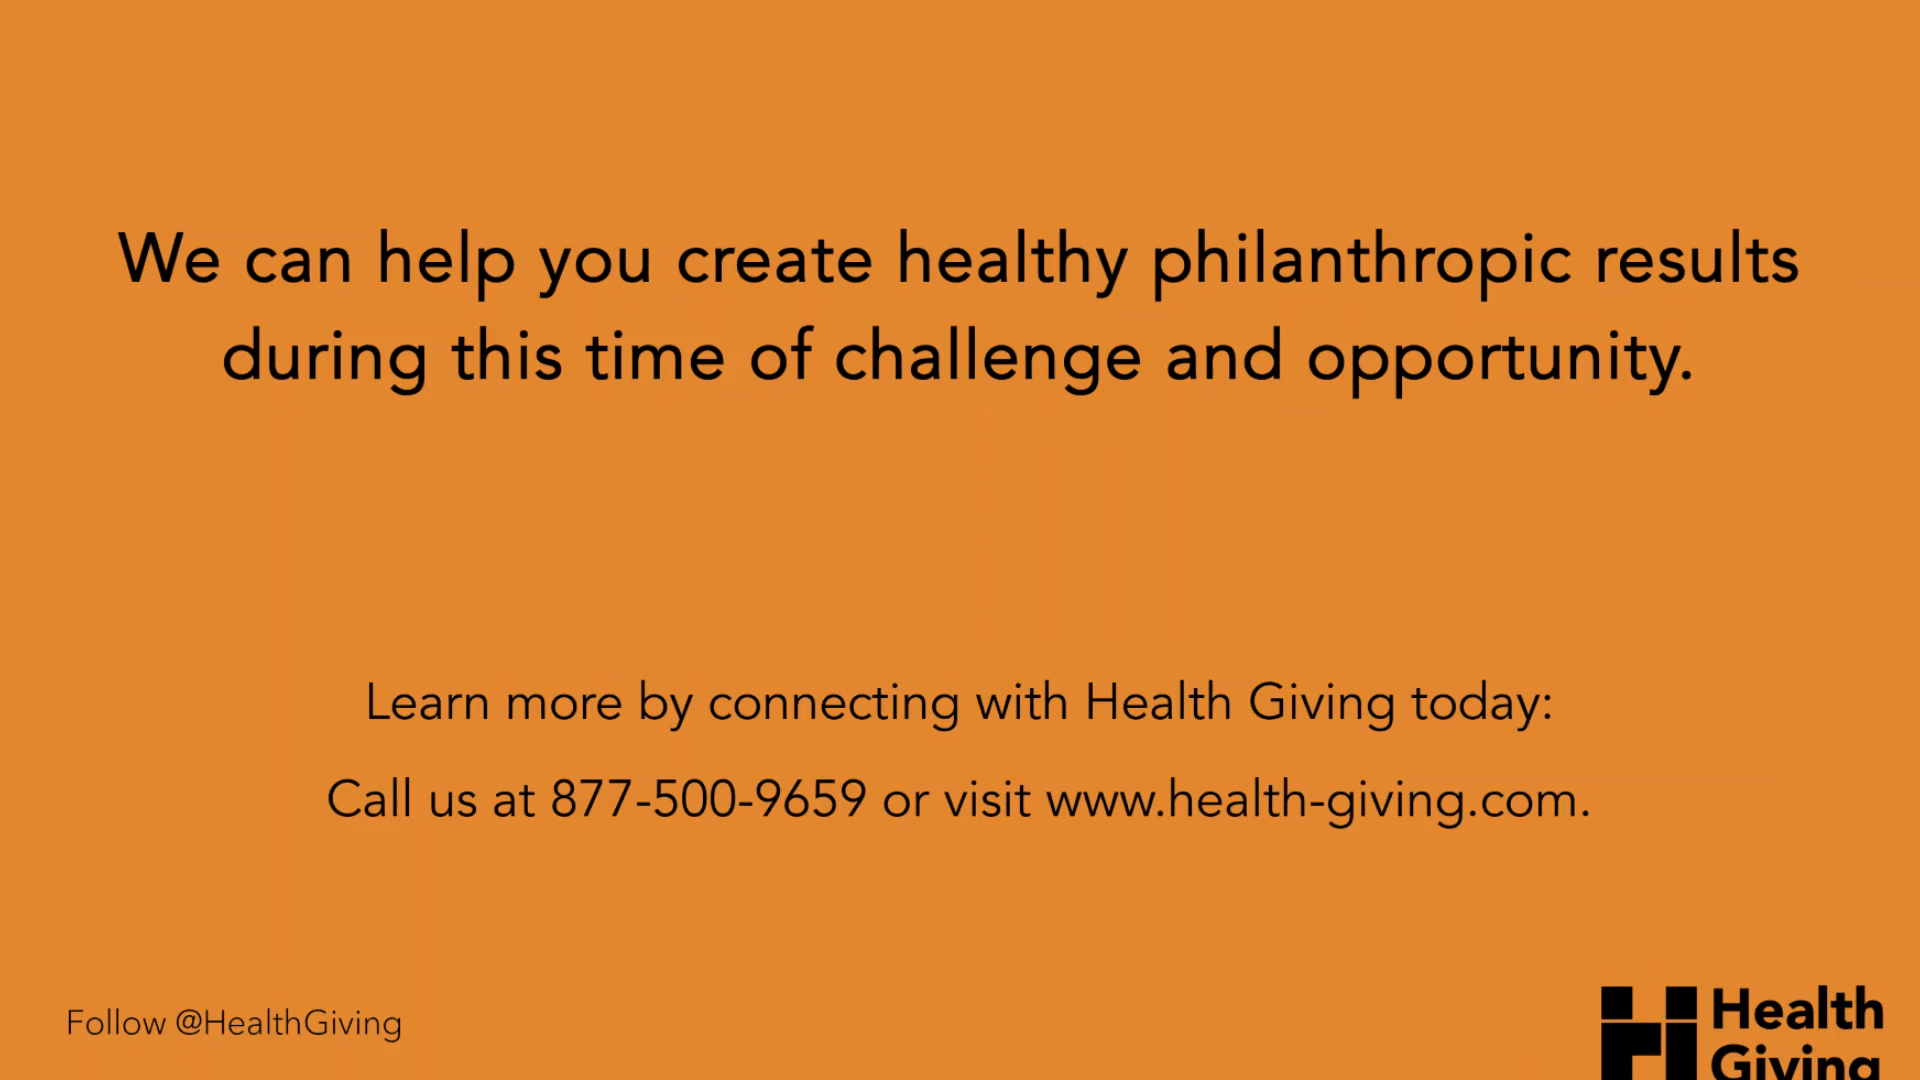 We can help you create healthy philanthropic results
during this time of challenge and opportunity.
Learn more by connecting with Health Giving today:
Call us at 877-500-9659 or visit www.health-giving.com.
Follow @HealthGiving
Health
Giving